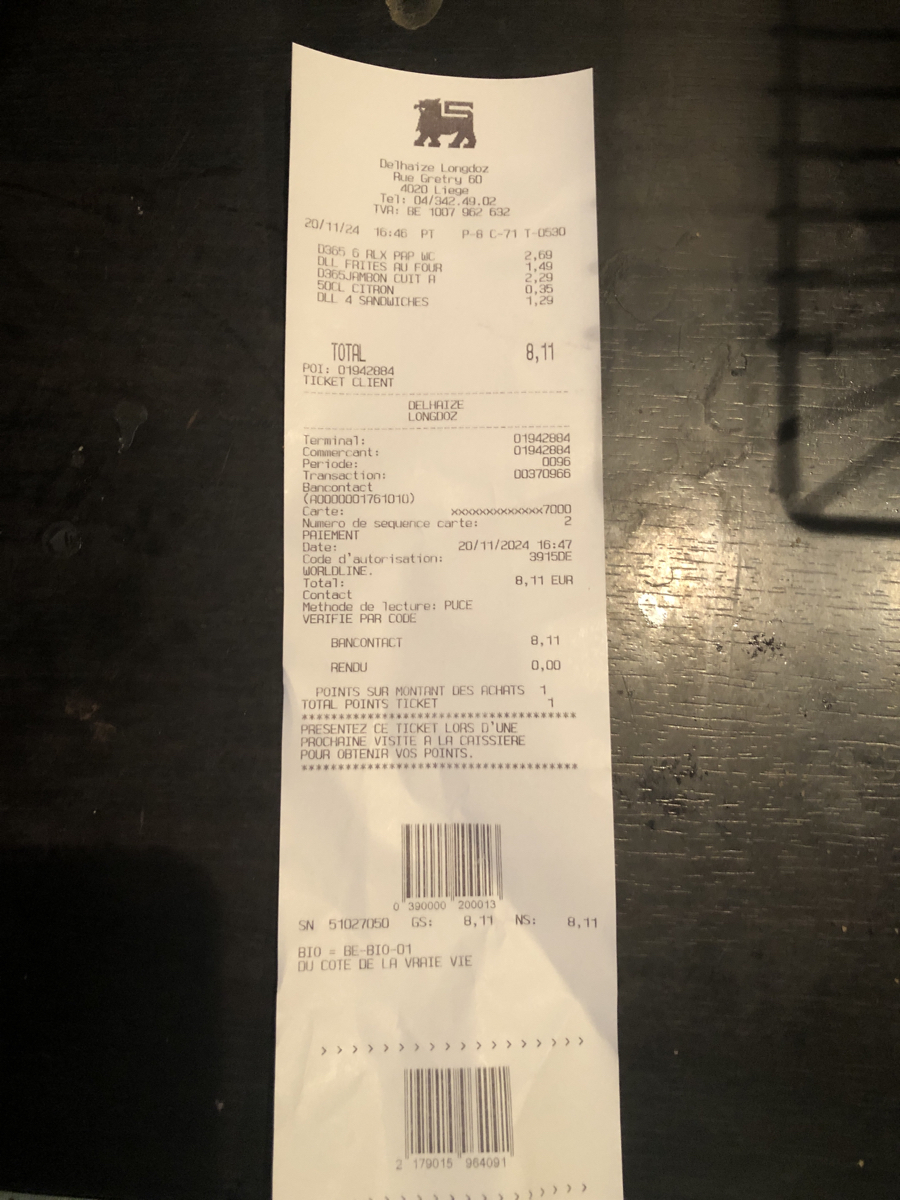 Delhaize Longdoz
Rue Gretry 60
4020 Liege
Tel: 04/342.49.02
TVA: BE 1007 962 632
20/11/24 16:46 PT P-8 C-71 T-0530
D365 6 RLX PAP WC 2,69
DLL FRITES AU FOUR 1,49
D365JAMBON CUIT A 2,29
50CL CITRON 0,35
DLL 4 SANDWICHES 1,29
TOTAL 8,11
POI: 01942884
TICKET CLIENT
DELHAIZE
LONGDOZ
Terminal: 01942884
Commercant: 01942884
Periode: 0096
Transaction: 00370966
Bancontact
(A0000001761010)
Carte: xxxxxxxxxxxxx7000
Numero de sequence carte: 2
PAIEMENT
Date: 20/11/2024 16:47
Code d'autorisation: 3915DE
WORLDLINE.
Total: 8,11 EUR
Contact
Methode de lecture: PUCE
VERIFIE PAR CODE
BANCONTACT 8,11
RENDU 0,00
POINTS SUR MONTANT DES ACHATS 1
TOTAL POINTS TICKET 1
************************************
PRESENTEZ CE TICKET LORS D'UNE
PROCHAINE VISITE A LA CAISSIERE
POUR OBTENIR VOS POINTS.
************************************
0 390000 200013
SN 51027050 GS: 8,11 NS: 8,11
BIO = BE-BIO-01
DU COTE DE LA VRAIE VIE
> > > > > > > > > > > > > > > > >
2 179015 964091